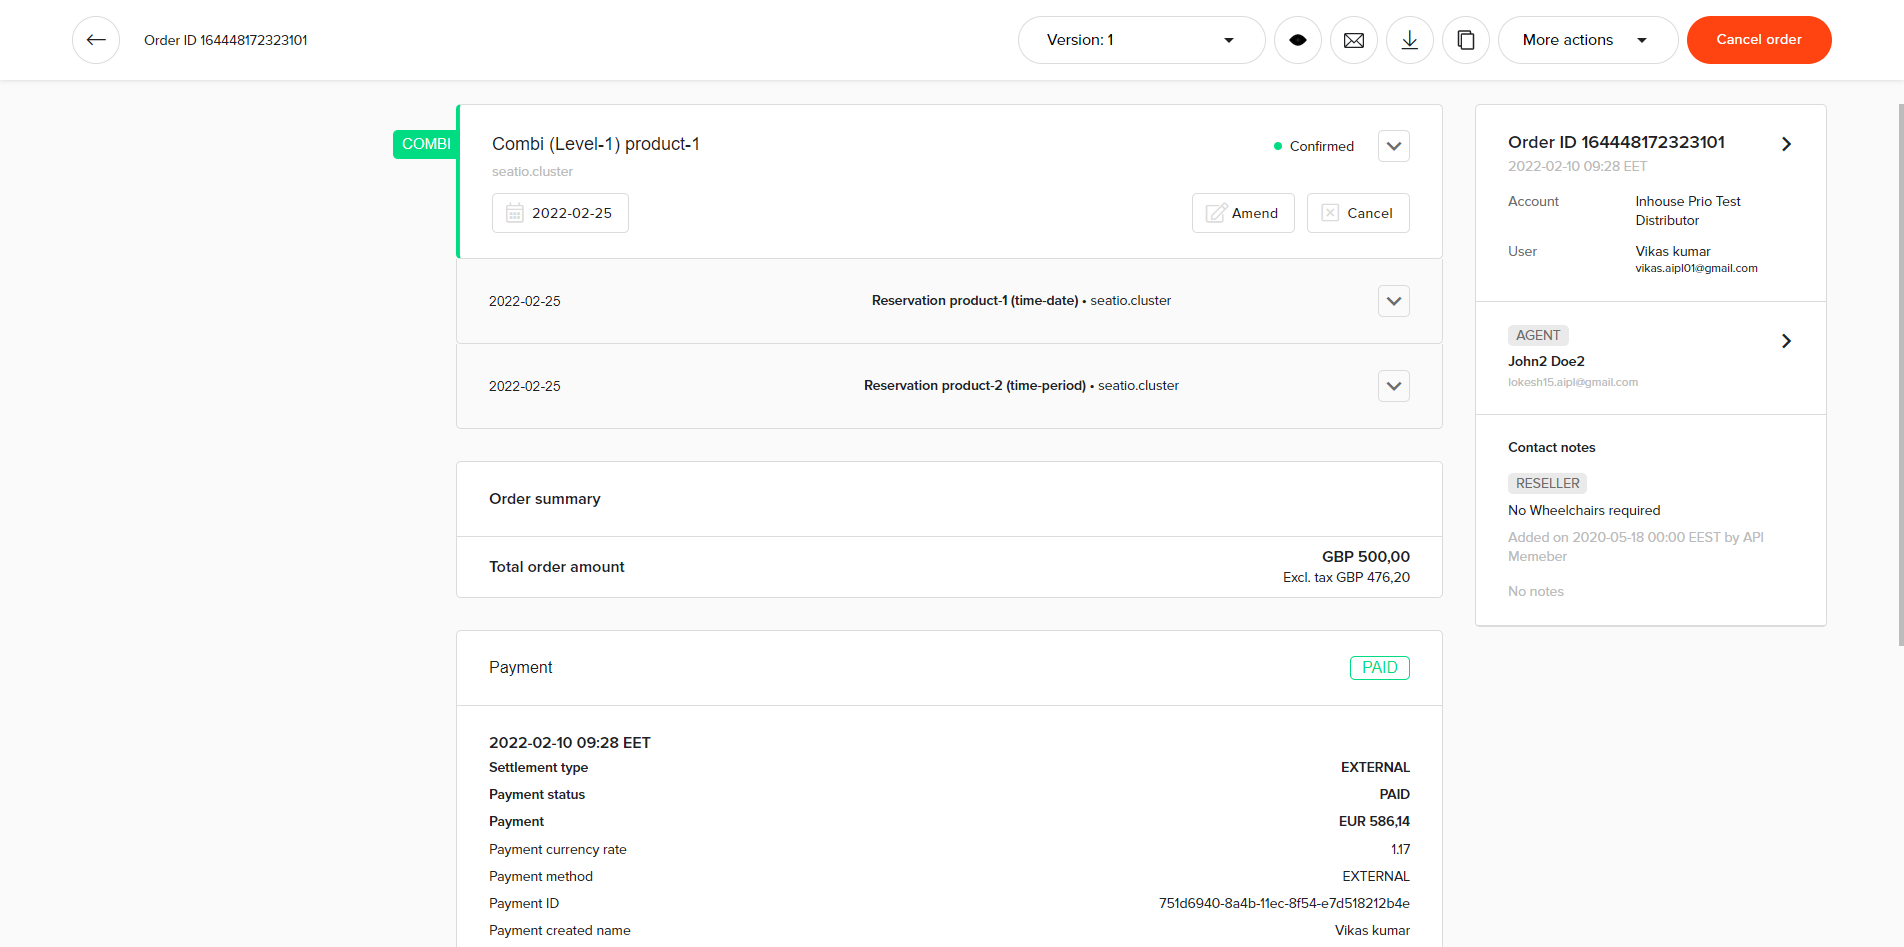 Order ID 164448172323101
Version: 1
More actions
Cancel order
COMBI
Combi (Level-1) product-1
Confirmed
seatio.cluster
2022-02-25
Amend
Cancel
2022-02-25
Reservation product-1 (time-date) • seatio.cluster
2022-02-25
Reservation product-2 (time-period) • seatio.cluster
Order summary
Total order amount
GBP 500,00
Excl. tax GBP 476,20
Payment
PAID
2022-02-10 09:28 EET
Settlement type EXTERNAL
Payment status PAID
Payment EUR 586,14
Payment currency rate 1.17
Payment method EXTERNAL
Payment ID 751d6940-8a4b-11ec-8f54-e7d518212b4e
Payment created name Vikas kumar
Order ID 164448172323101
2022-02-10 09:28 EET
Account Inhouse Prio Test
Distributor
User Vikas kumar
vikas.aipl01@gmail.com
AGENT
John2 Doe2
lokesh15.aipl@gmail.com
Contact notes
RESELLER
No Wheelchairs required
Added on 2020-05-18 00:00 EEST by API
Memeber
No notes